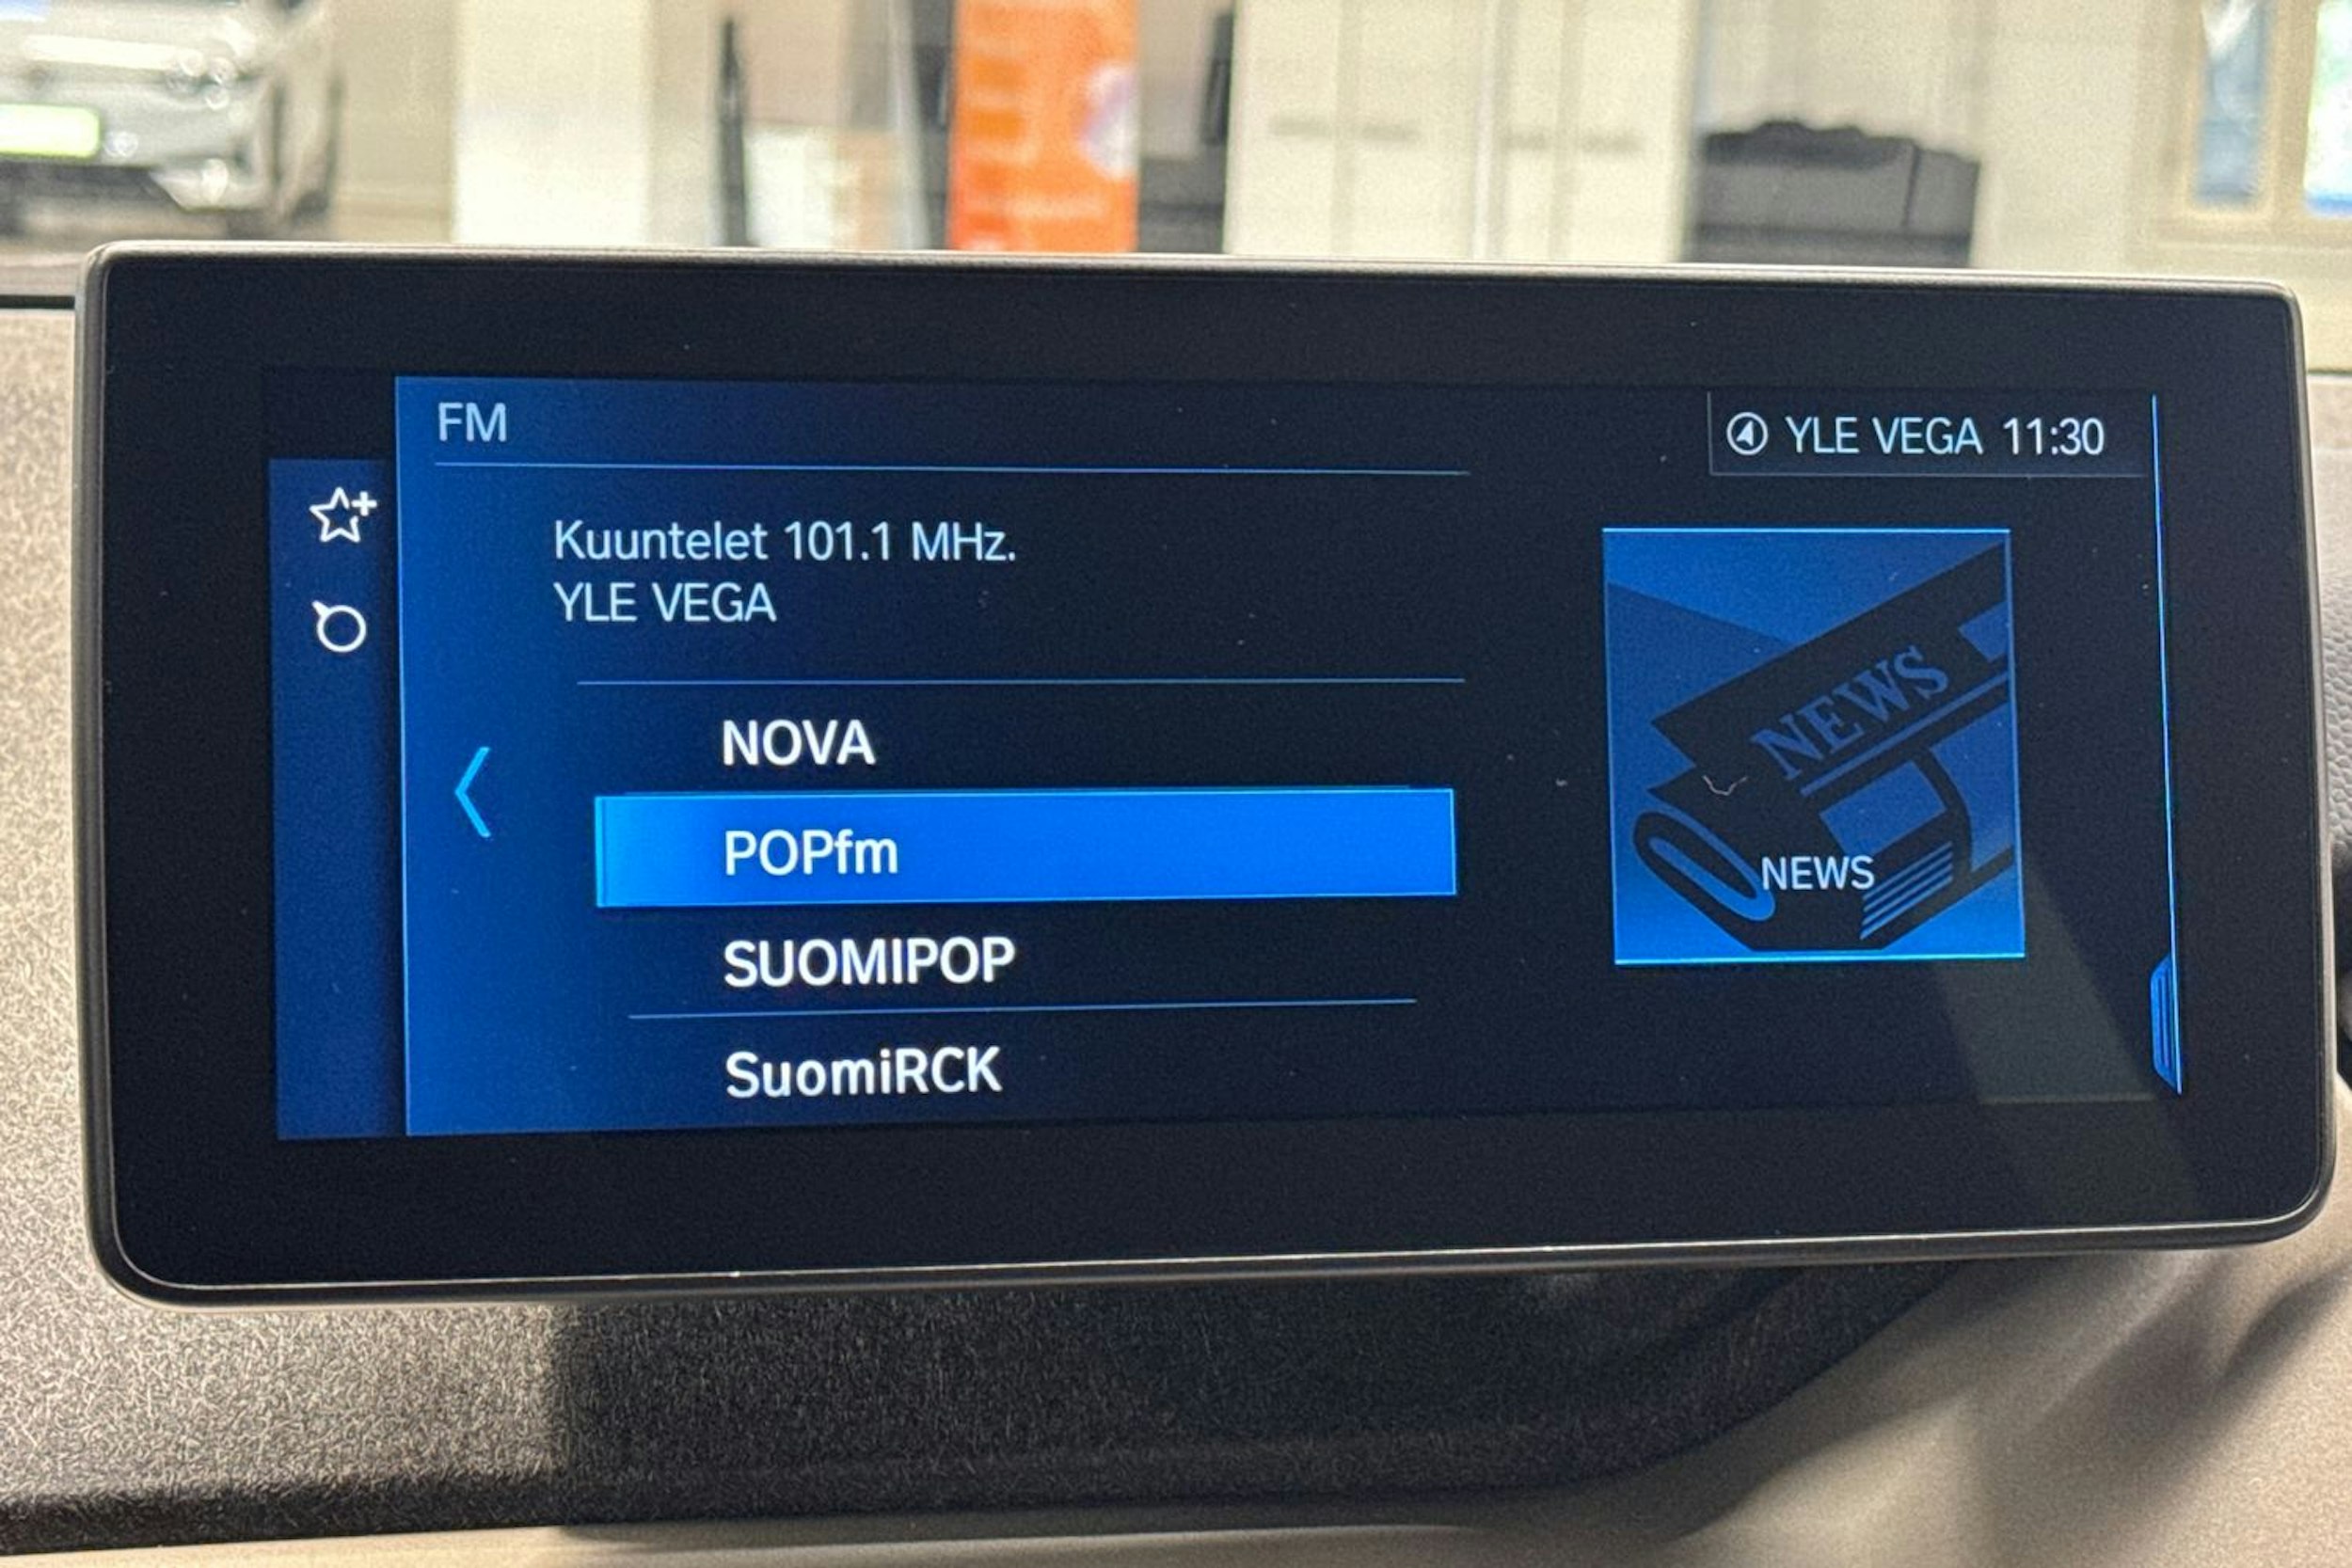 FM
YLE VEGA 11:30
Kuuntelet 101.1 MHz.
YLE VEGA
NOVA
POPfm
SUOMIPOP
SuomiRCK
NEWS
NEWS